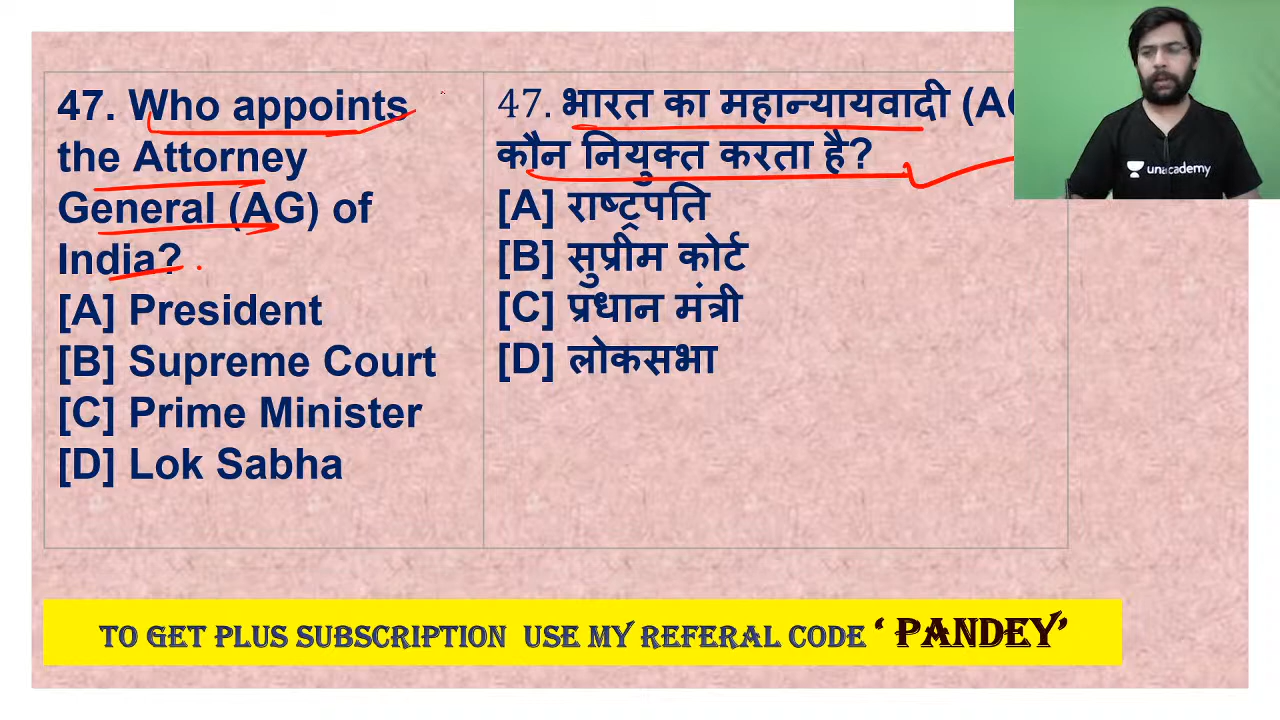 47. Who appoints
the Attorney
General (AG) of
India?
[A] President
[B] Supreme Court
[C] Prime Minister
[D] Lok Sabha
47. भारत का महान्यायवादी (A
कौन नियुक्त करता है?
[A] राष्ट्रपति
[B] सुप्रीम कोर्ट
[C] प्रधान मंत्री
[D] लोकसभा
unacademy
TO GET PLUS SUBSCRIPTION USE MY REFERAL CODE ‘ PANDEY’